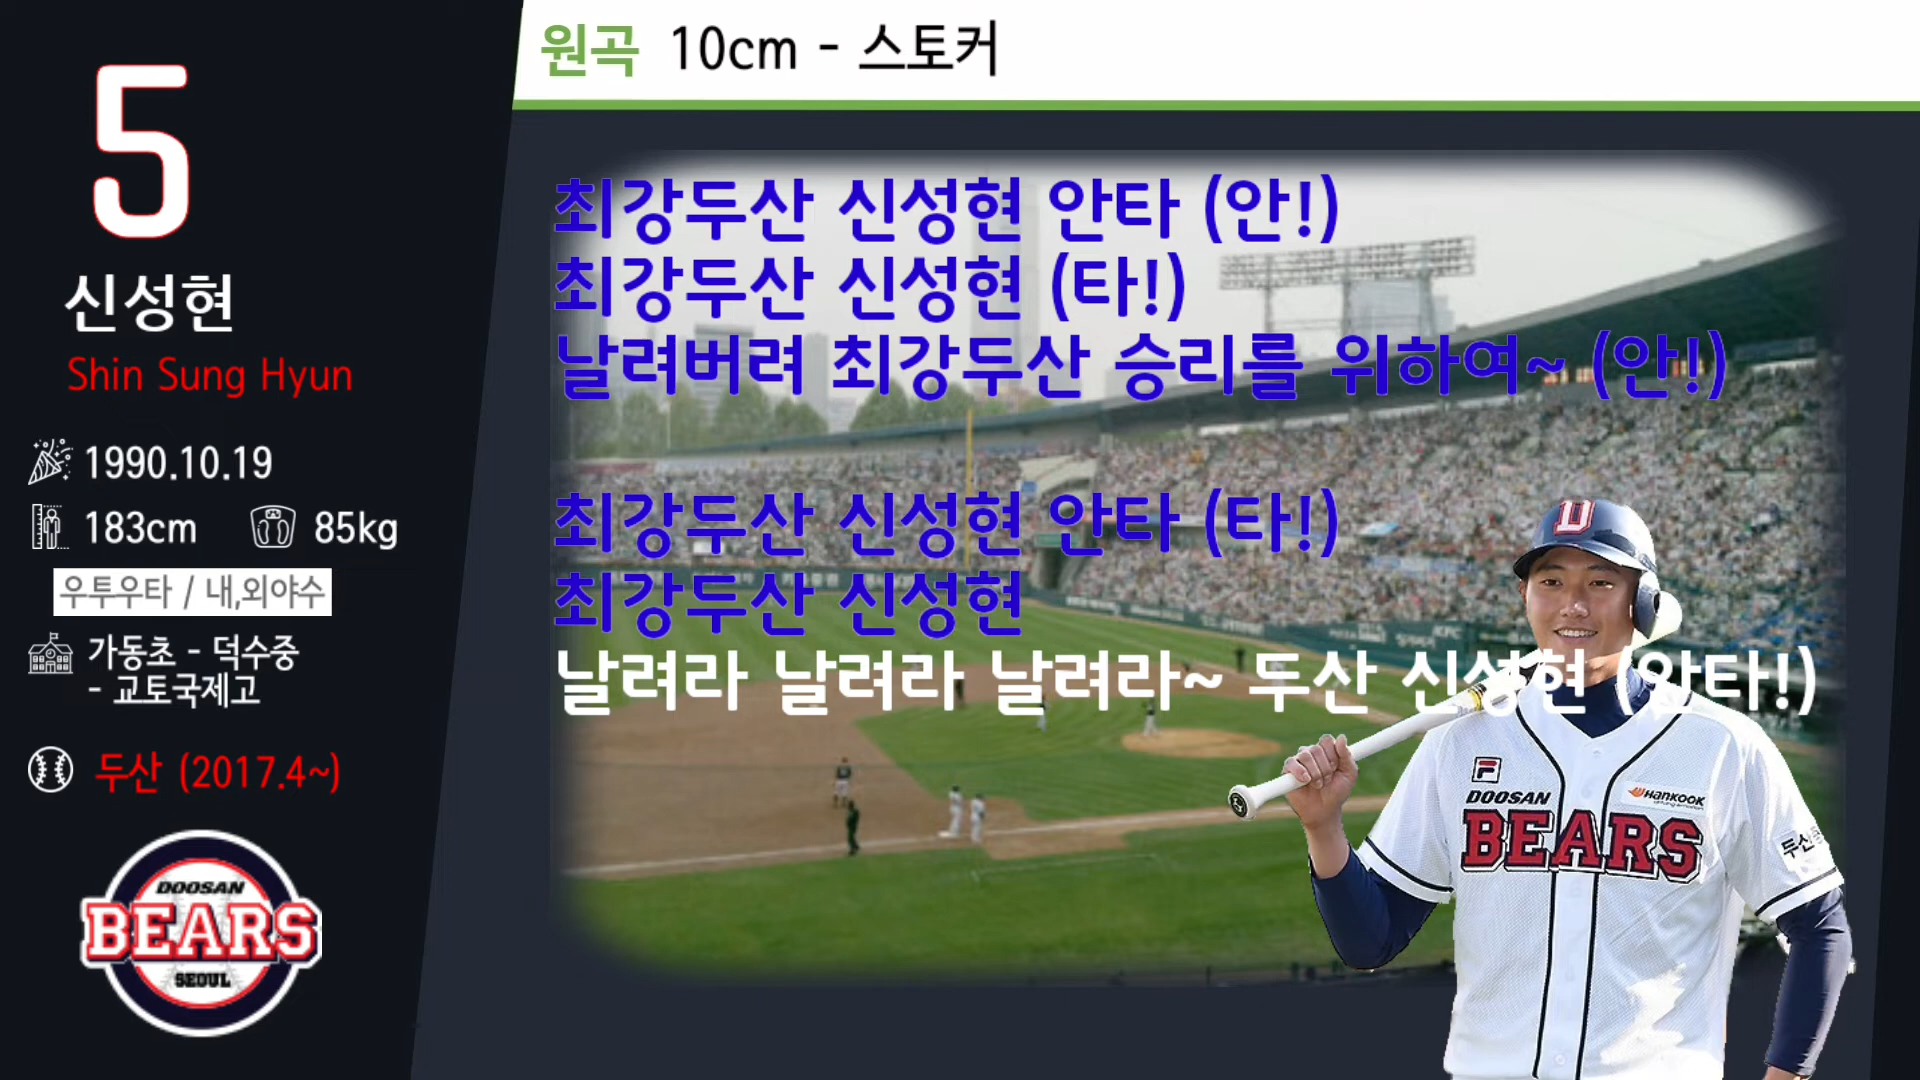 5
신성현
Shin Sung Hyun
1990.10.19
183cm 85kg
우투우타 / 내,외야수
가동초 - 덕수중
- 교토국제고
두산 (2017.4~)
DOOSAN
BEARS
SEOUL
원곡 10cm - 스토커
최강두산 신성현 안타 (안!)
최강두산 신성현 (타!)
날려버려 최강두산 승리를 위하여~ (안!)
최강두산 신성현 안타 (타!)
최강두산 신성현
날려라 날려라 날려라~ 두산 신성현 (안타!)
D
F
DOOSAN
HANKOOK
BEARS
두산